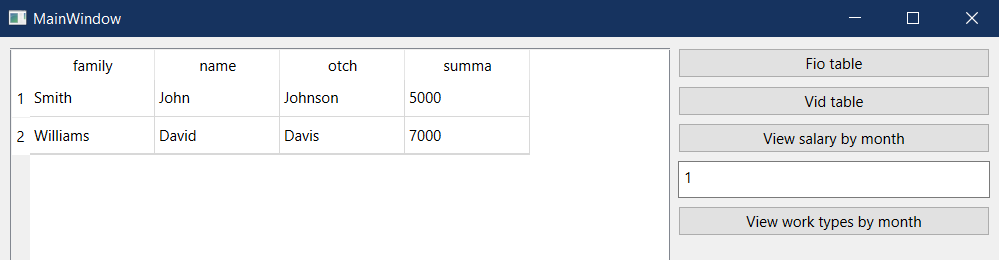 MainWindow
family name otch summa
1 Smith John Johnson 5000
2 Williams David Davis 7000
Fio table
Vid table
View salary by month
1
View work types by month